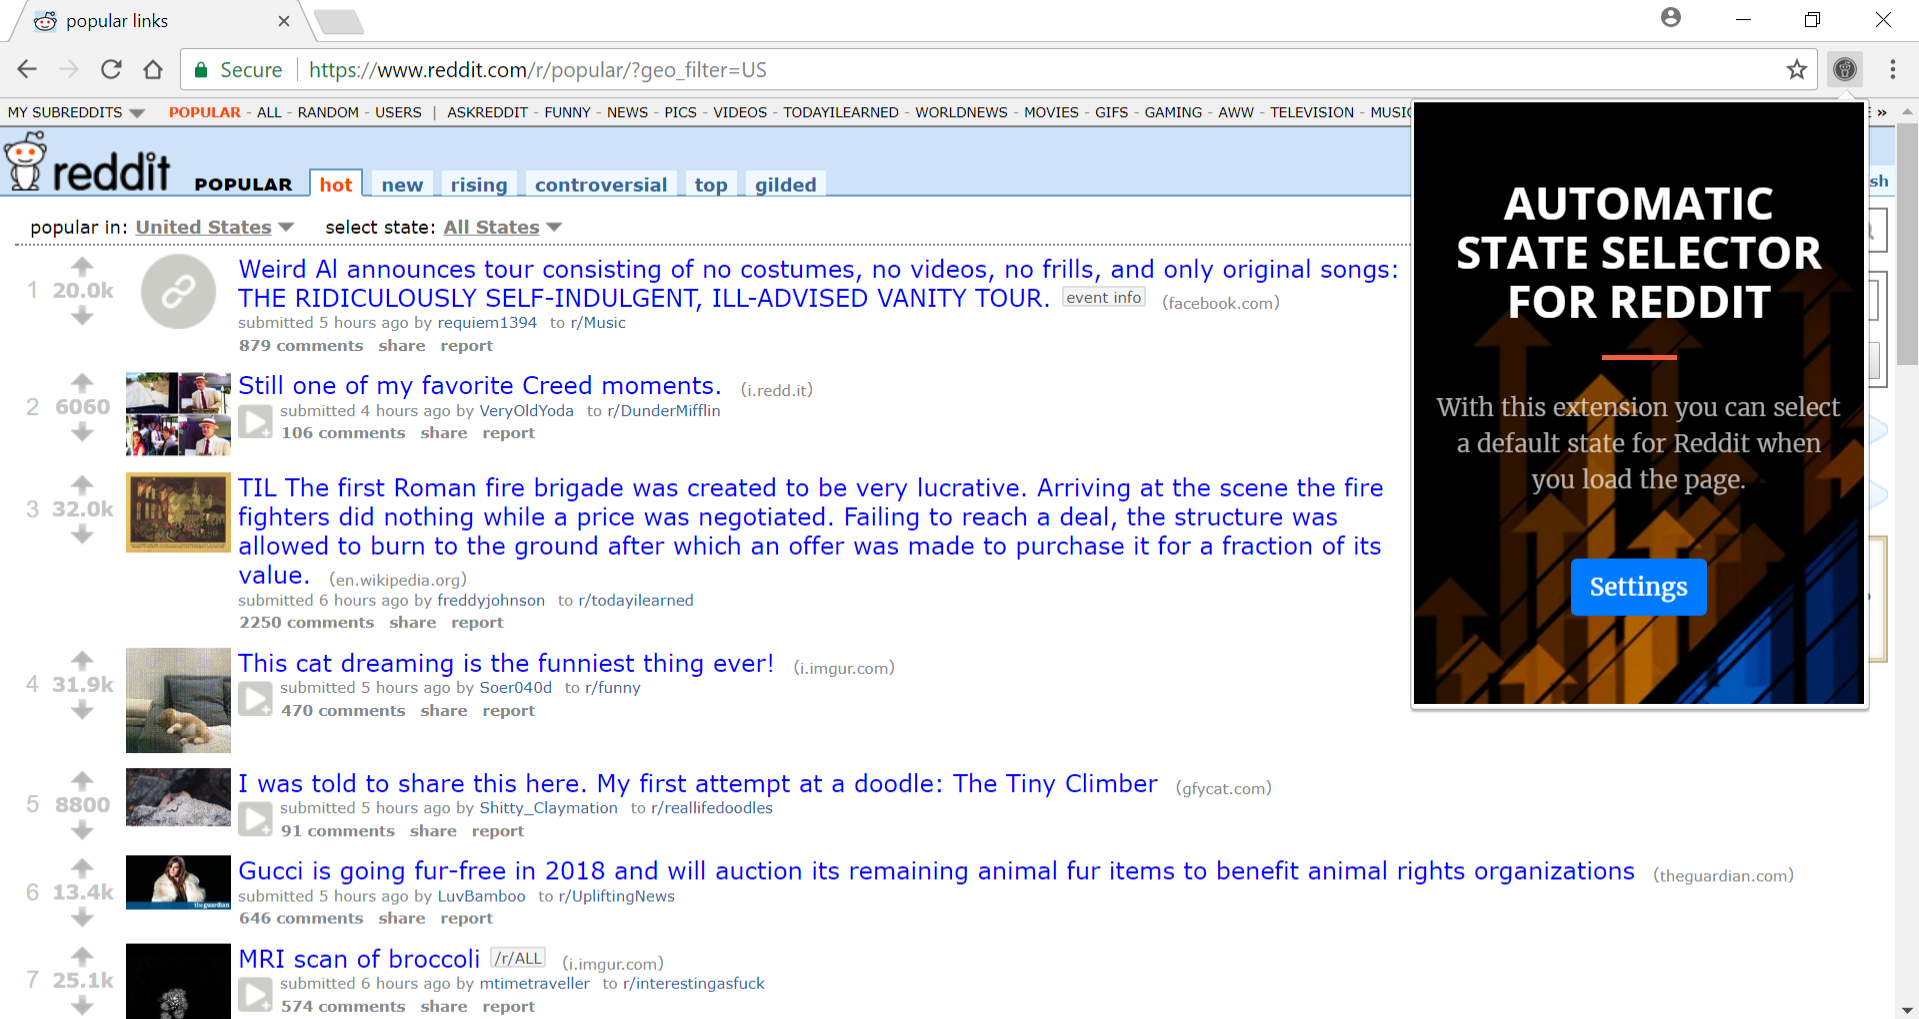 popular links
Secure https://www.reddit.com/r/popular/?geo_filter=US
MY SUBREDDITS POPULAR - ALL - RANDOM - USERS | ASKREDDIT - FUNNY - NEWS - PICS - VIDEOS - TODAYILEARNED - WORLDNEWS - MOVIES - GIFS - GAMING - AWW - TELEVISION - MUSIC E »
reddit POPULAR hot new rising controversial top gilded
sh
popular in: United States select state: All States
1 20.0k
Weird Al announces tour consisting of no costumes, no videos, no frills, and only original songs:
THE RIDICULOUSLY SELF-INDULGENT, ILL-ADVISED VANITY TOUR. event info (facebook.com)
submitted 5 hours ago by requiem1394 to r/Music
879 comments share report
2 6060
Still one of my favorite Creed moments. (i.redd.it)
submitted 4 hours ago by VeryOldYoda to r/DunderMifflin
106 comments share report
3 32.0k
TIL The first Roman fire brigade was created to be very lucrative. Arriving at the scene the fire
fighters did nothing while a price was negotiated. Failing to reach a deal, the structure was
allowed to burn to the ground after which an offer was made to purchase it for a fraction of its
value. (en.wikipedia.org)
submitted 6 hours ago by freddyjohnson to r/todayilearned
2250 comments share report
4 31.9k
This cat dreaming is the funniest thing ever! (i.imgur.com)
submitted 5 hours ago by Soer040d to r/funny
470 comments share report
5 8800
I was told to share this here. My first attempt at a doodle: The Tiny Climber (gfycat.com)
submitted 5 hours ago by Shitty_Claymation to r/reallifedoodles
91 comments share report
6 13.4k
theguardian
Gucci is going fur-free in 2018 and will auction its remaining animal fur items to benefit animal rights organizations (theguardian.com)
submitted 5 hours ago by LuvBamboo to r/UpliftingNews
646 comments share report
7 25.1k
MRI scan of broccoli /r/ALL (i.imgur.com)
submitted 6 hours ago by mtimetraveller to r/interestingasfuck
574 comments share report
AUTOMATIC
STATE SELECTOR
FOR REDDIT
With this extension you can select
a default state for Reddit when
you load the page.
Settings